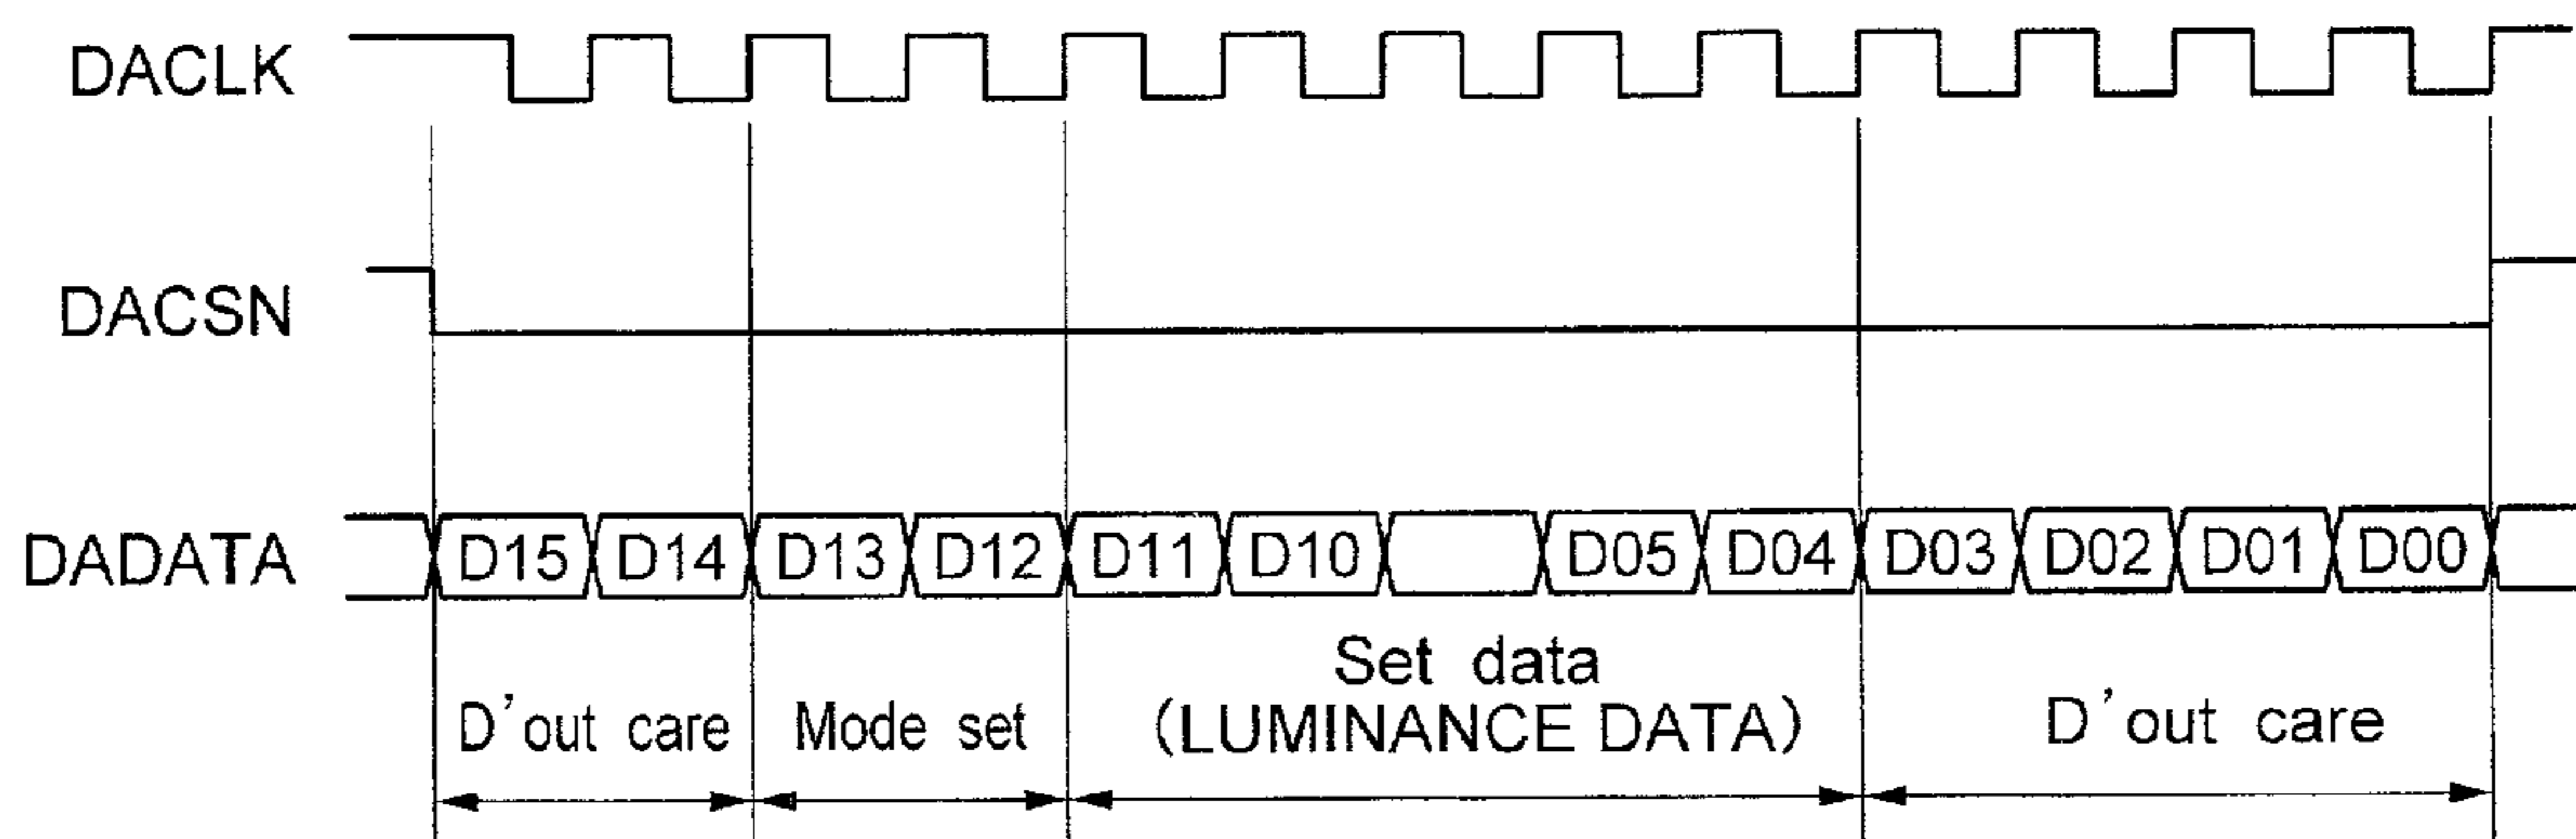 DACLK
DACSN
DADATA D15 D14 D13 D12 D11 D10 D05 D04 D03 D02 D01 D00
Set data
D'out care Mode set (LUMINANCE DATA) D'out care